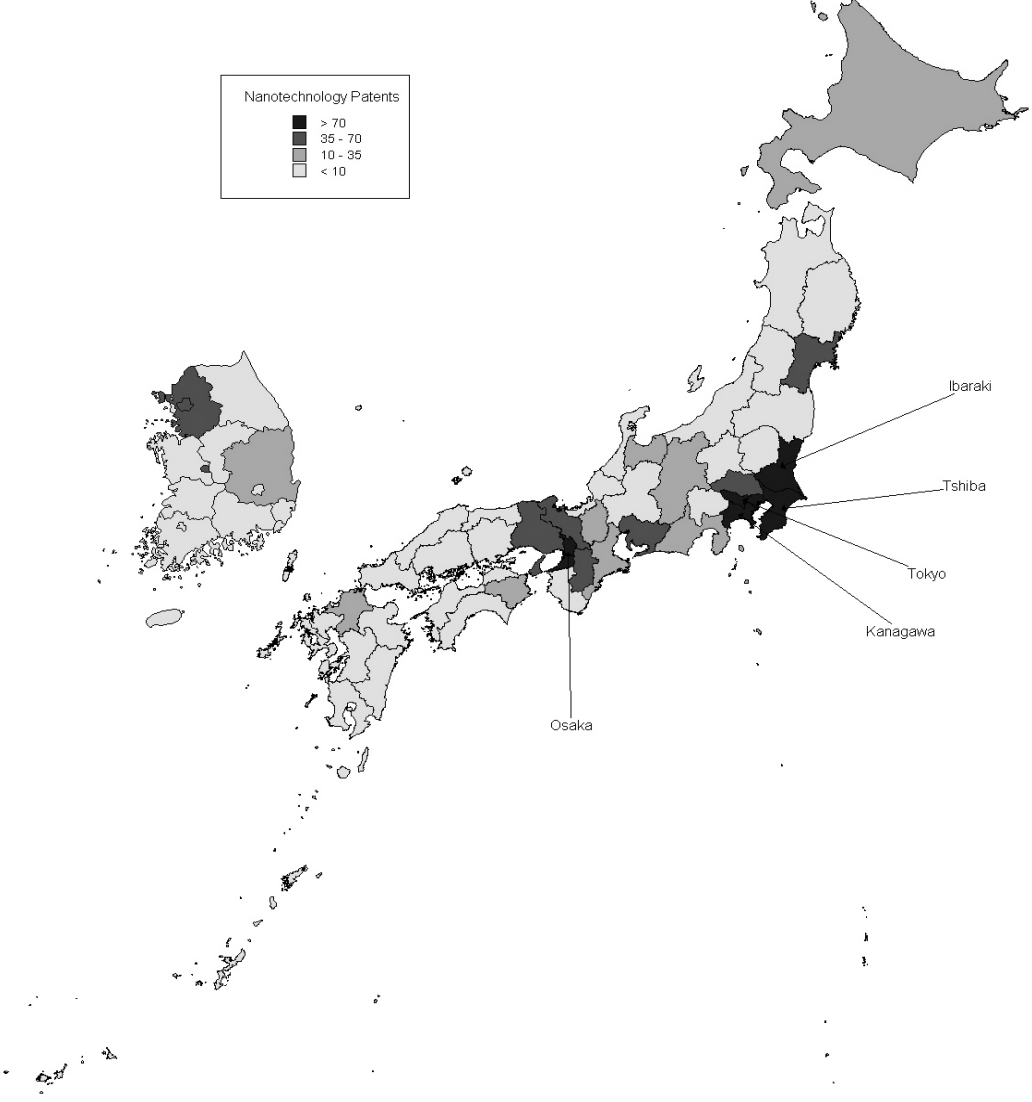 Nanotechnology Patents
> 70
35 - 70
10 - 35
< 10
Ibaraki
Tshiba
Tokyo
Kanagawa
Osaka